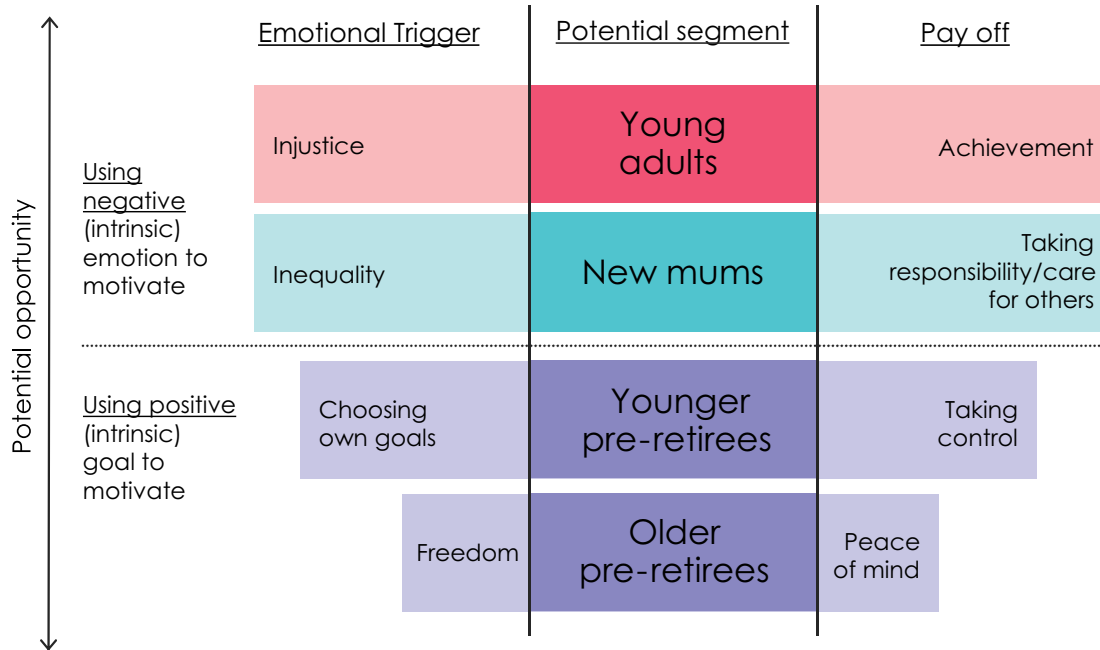 Emotional Trigger
Potential segment
Pay off
Potential opportunity
Using
negative
(intrinsic)
emotion to
motivate
Injustice
Young
adults
Achievement
Inequality
New mums
Taking
responsibility/care
for others
Using positive
(intrinsic)
goal to
motivate
Choosing
own goals
Younger
pre-retirees
Taking
control
Freedom
Older
pre-retirees
Peace
of mind